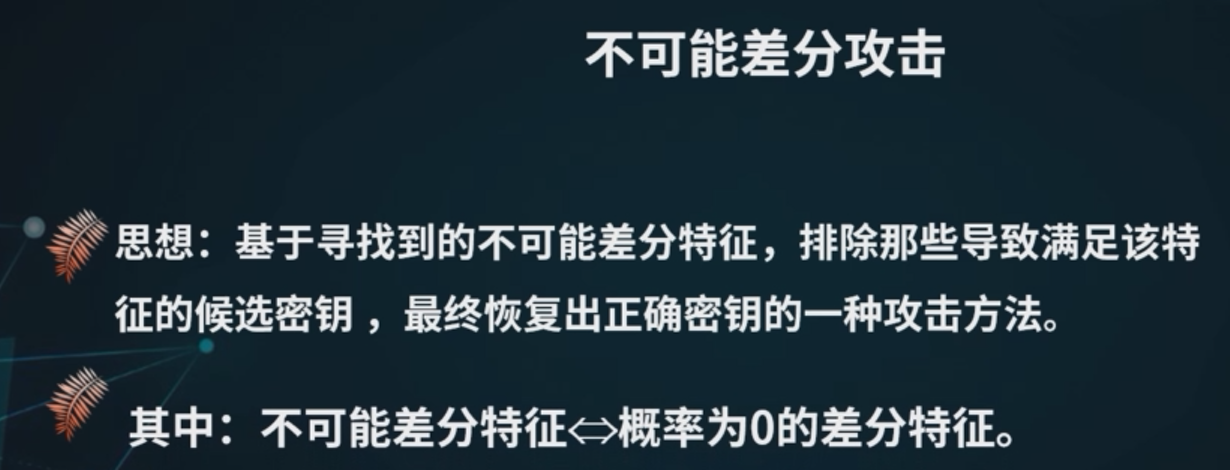 不可能差分攻击
思想：基于寻找到的不可能差分特征，排除那些导致满足该特
征的候选密钥，最终恢复出正确密钥的一种攻击方法。
其中：不可能差分特征⇔概率为0的差分特征。